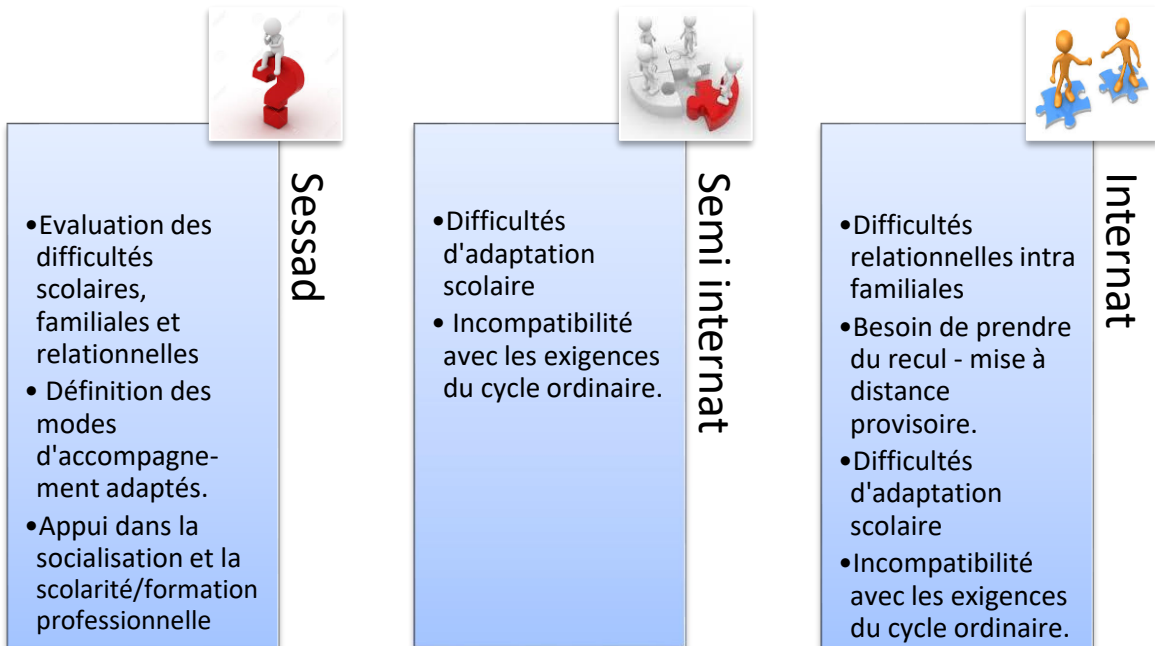 Sessad
•Evaluation des
difficultés
scolaires,
familiales et
relationnelles
• Définition des
modes
d'accompagne-
ment adaptés.
•Appui dans la
socialisation et la
scolarité/formation
professionnelle
Semi internat
•Difficultés
d'adaptation
scolaire
• Incompatibilité
avec les exigences
du cycle ordinaire.
Internat
•Difficultés
relationnelles intra
familiales
•Besoin de prendre
du recul - mise à
distance
provisoire.
•Difficultés
d'adaptation
scolaire
•Incompatibilité
avec les exigences
du cycle ordinaire.